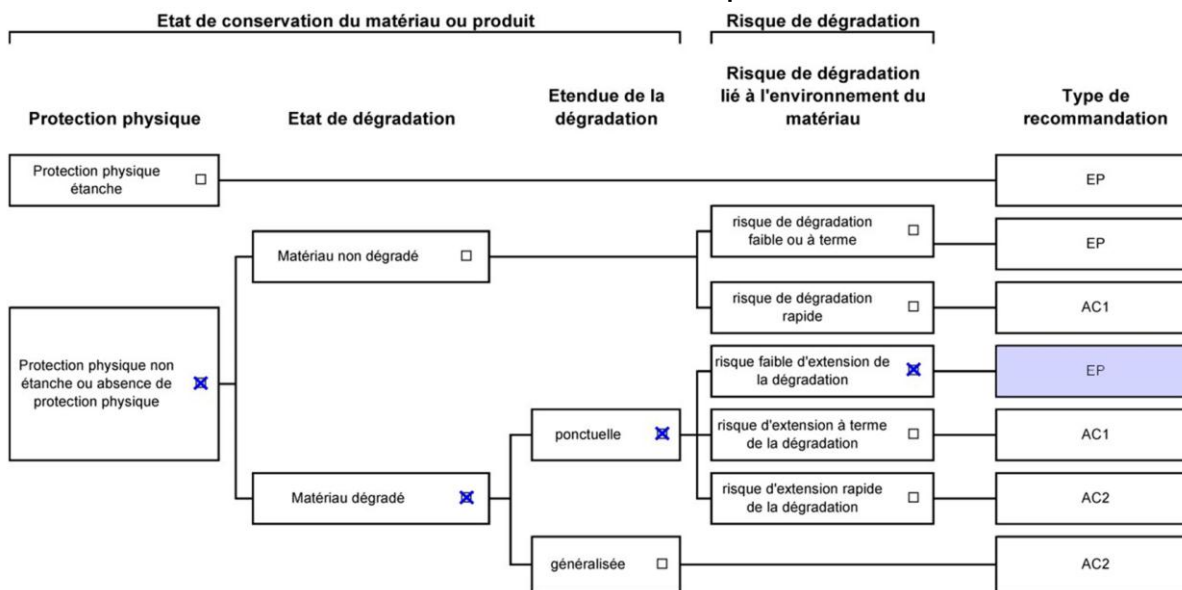 Etat de conservation du matériau ou produit
Risque de dégradation
Protection physique
Etat de dégradation
Etendue de la
dégradation
Risque de dégradation
lié à l'environnement du
matériau
Type de
recommandation
Protection physique
étanche
EP
risque de dégradation
faible ou à terme
EP
Matériau non dégradé
risque de dégradation
rapide
AC1
Protection physique non
étanche ou absence de
protection physique
risque faible d'extension de
la dégradation
EP
ponctuelle
risque d'extension à terme
de la dégradation
AC1
Matériau dégradé
risque d'extension rapide
de la dégradation
AC2
généralisée
AC2